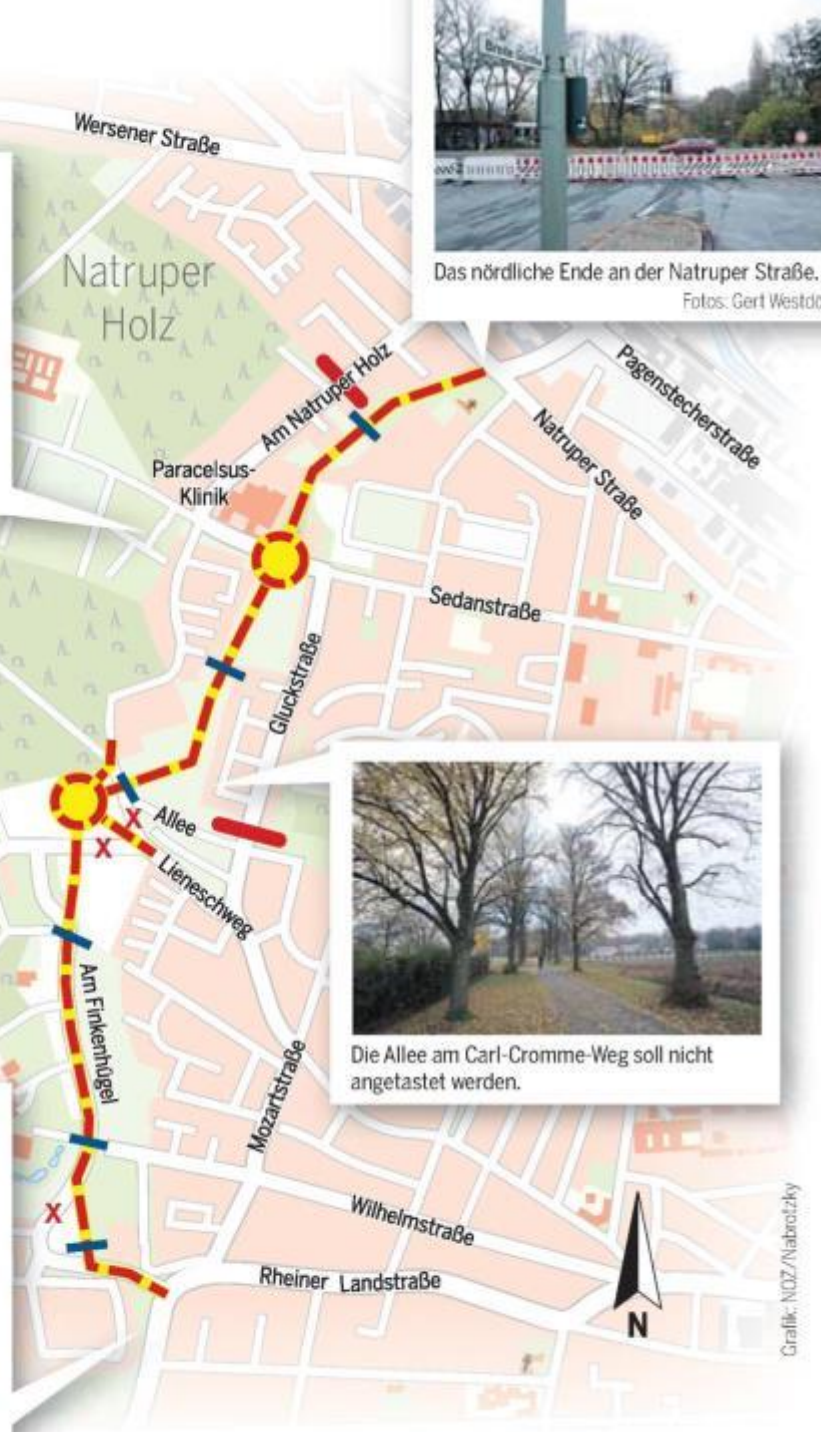 Wersener Straße
Natruper
Holz
Das nördliche Ende an der Natruper Straße.
Fotos: Gert Westdö
Am Natruper Holz
Pagenstecherstraße
Natruper Straße
Paracelsus-
Klinik
Sedanstraße
Gluckstraße
X
Allee
X
Lieneschweg
Am Finkenhügel
Die Allee am Carl-Cromme-Weg soll nicht
angetastet werden.
Mozartstraße
X
Wilhelmstraße
Rheiner Landstraße
N
Grafik: NOZ/Nabrotzky